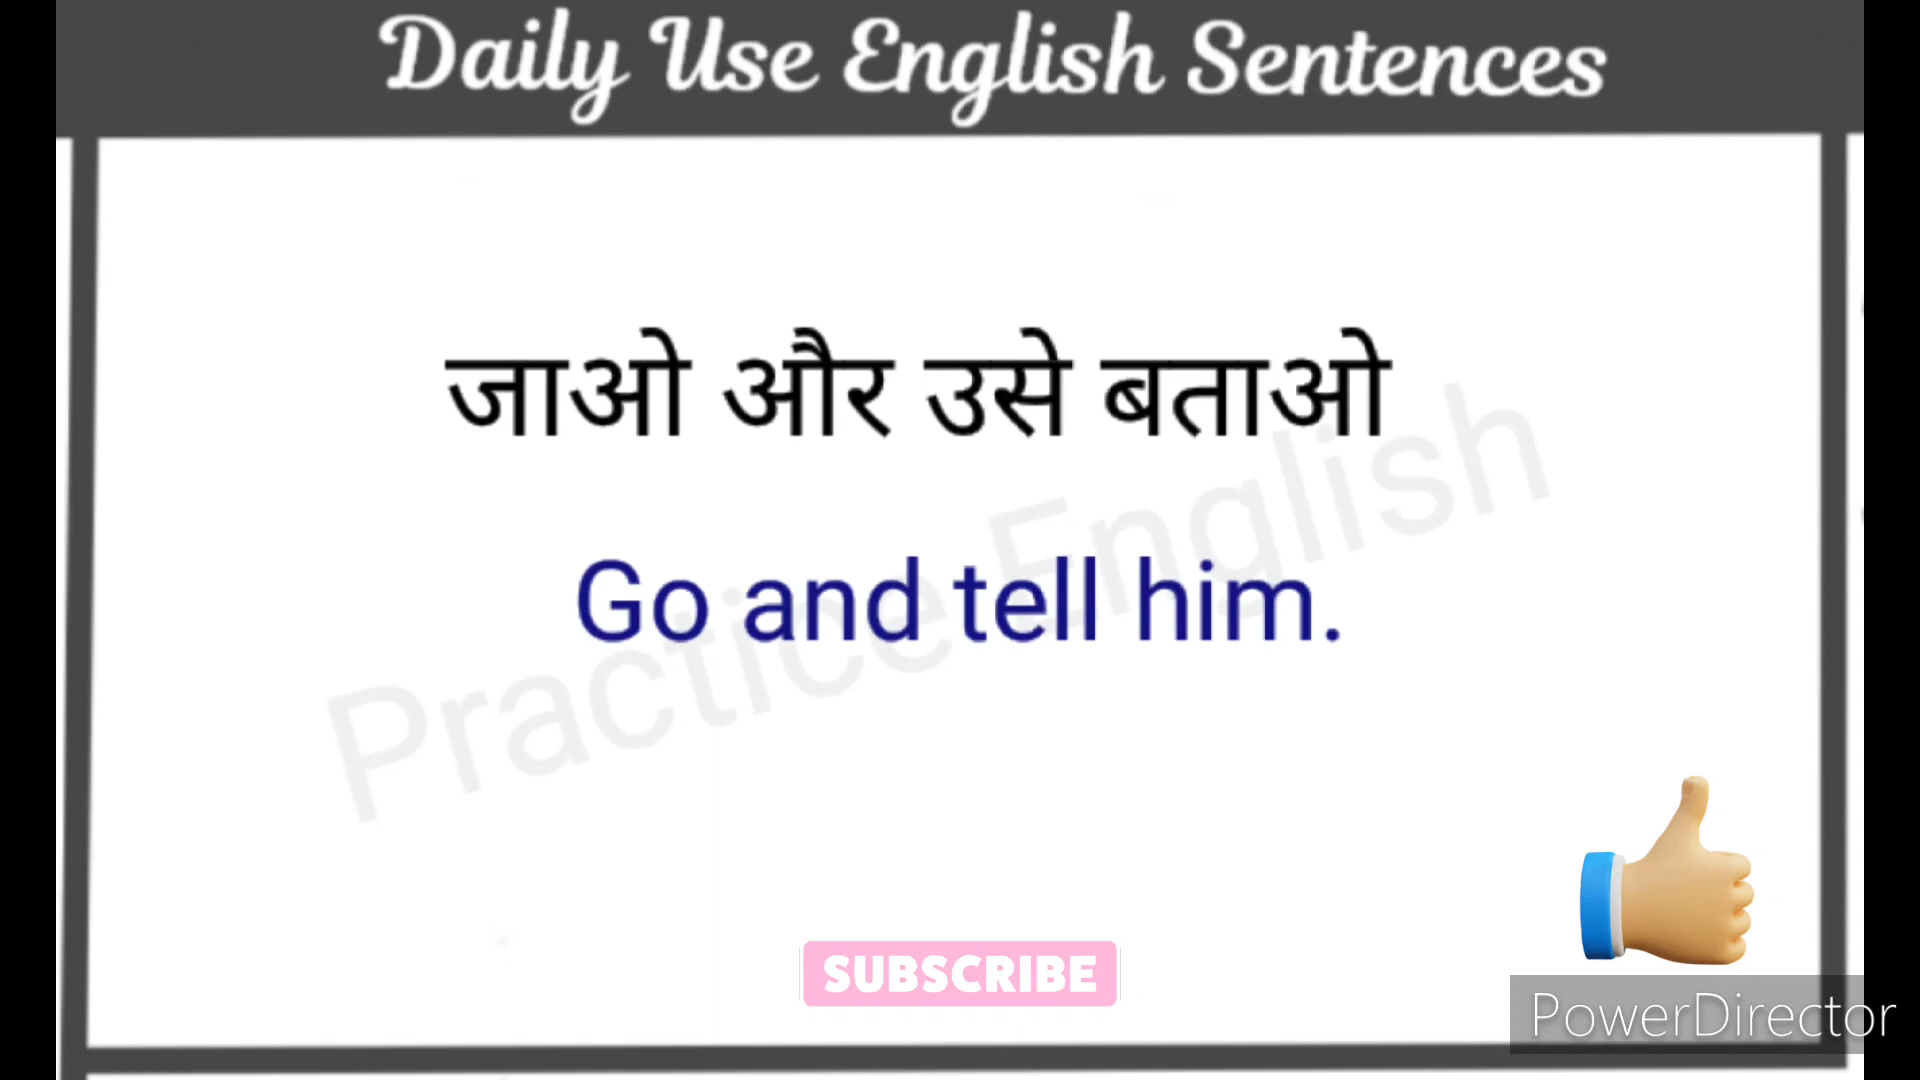 Daily Use English Sentences
जाओ और उसे बताओ
Go and tell him.
Practice English
SUBSCRIBE
PowerDirector